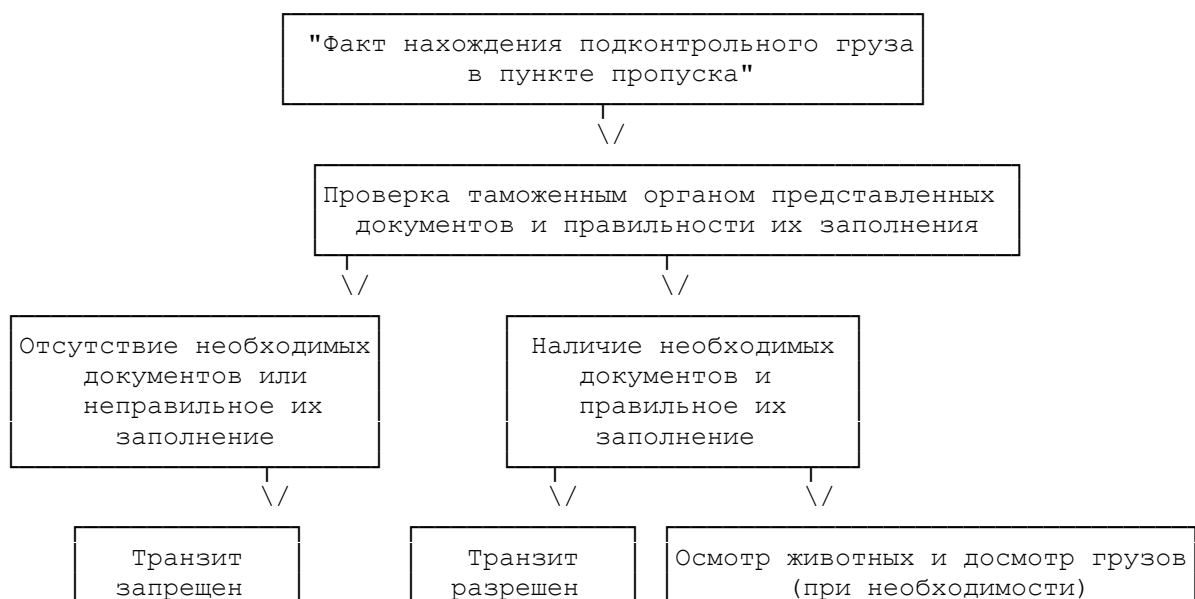 "Факт нахождения подконтрольного груза
в пункте пропуска"
Проверка таможенным органом представленных
документов и правильности их заполнения
Отсутствие необходимых
документов или
неправильное их
заполнение
Наличие необходимых
документов и
правильное их
заполнение
Транзит
запрещен
Транзит
разрешен
Осмотр животных и досмотр грузов
(при необходимости)